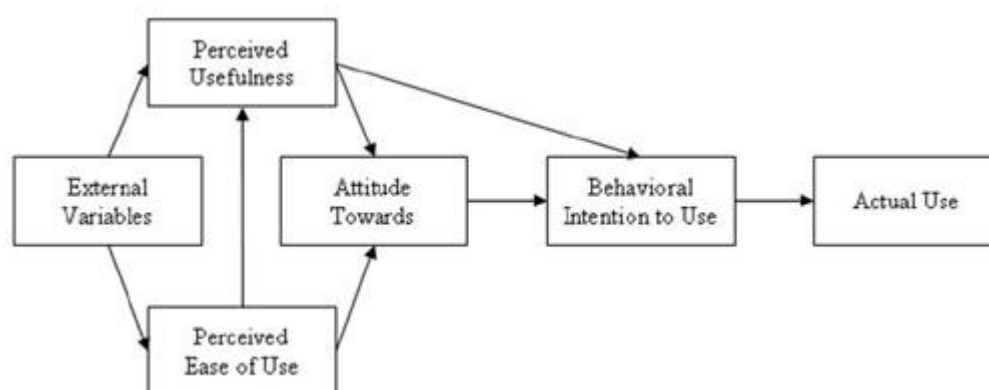 Perceived
Usefulness
External
Variables
Attitude
Towards
Behavioral
Intention to Use
Actual Use
Perceived
Ease of Use